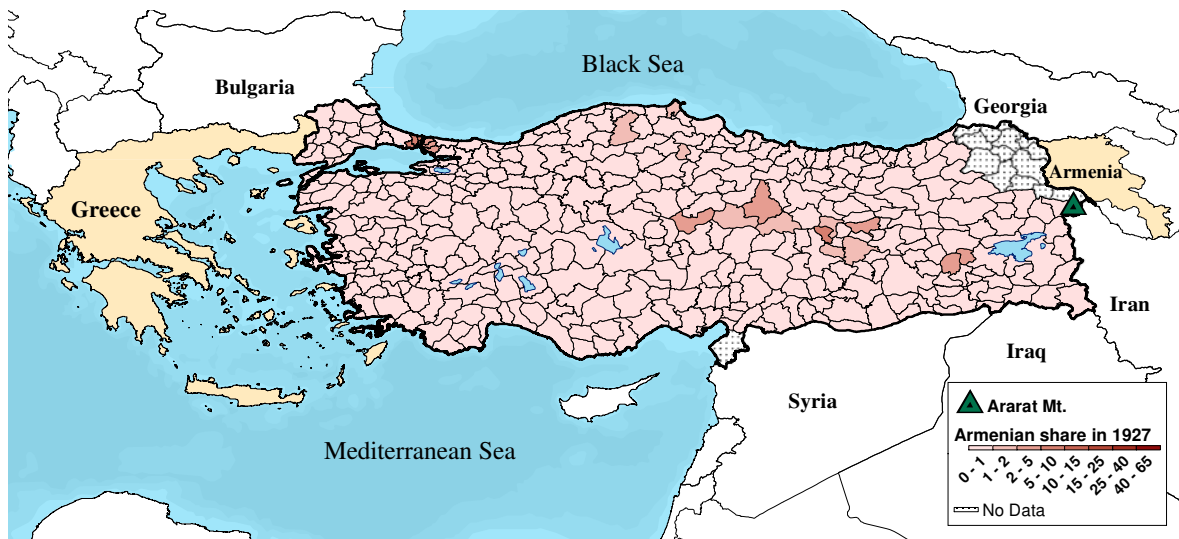 Black Sea
Bulgaria
Georgia
Armenia
Greece
Iran
Iraq
Syria
Mediterranean Sea
Ararat Mt.
Armenian share in 1927
0 - 1
1 - 2
2 - 5
5 - 10
10 - 15
15 - 25
25 - 40
40 - 65
No Data